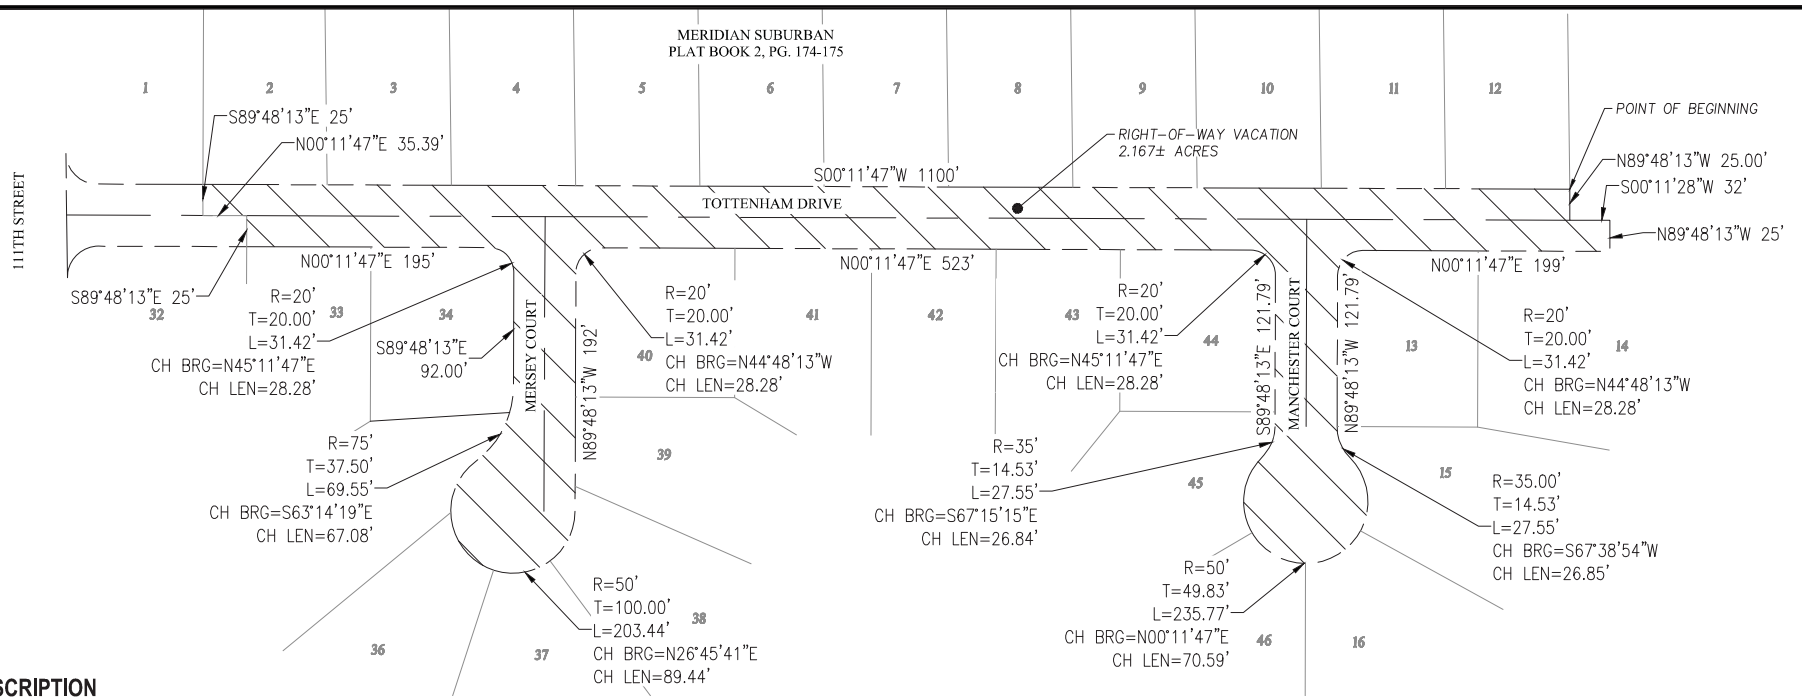 MERIDIAN SUBURBAN
PLAT BOOK 2, PG. 174-175
1
2
3
4
5
6
7
8
9
10
11
12
S89°48'13"E 25'
N00°11'47"E 35.39'
POINT OF BEGINNING
RIGHT-OF-WAY VACATION
2.167± ACRES
N89°48'13"W 25.00'
S00°11'28"W 32'
S00°11'47"W 1100'
TOTTENHAM DRIVE
111TH STREET
N89°48'13"W 25'
N00°11'47"E 195'
N00°11'47"E 523'
N00°11'47"E 199'
S89°48'13"E 25'
32
33
34
R=20'
T=20.00'
L=31.42'
CH BRG=N45°11'47"E
CH LEN=28.28'
S89°48'13"E
92.00'
MERSEY COURT
N89°48'13"W 192'
R=20'
T=20.00'
L=31.42'
CH BRG=N44°48'13"W
CH LEN=28.28'
40
41
42
43
44
R=20'
T=20.00'
L=31.42'
CH BRG=N45°11'47"E
CH LEN=28.28'
S89°48'13"E 121.79'
MANCHESTER COURT
N89°48'13"W 121.79'
13
14
R=20'
T=20.00'
L=31.42'
CH BRG=N44°48'13"W
CH LEN=28.28'
R=75'
T=37.50'
L=69.55'
CH BRG=S63°14'19"E
CH LEN=67.08'
39
R=35'
T=14.53'
L=27.55'
CH BRG=S67°15'15"E
CH LEN=26.84'
45
15
R=35.00'
T=14.53'
L=27.55'
CH BRG=S67°38'54"W
CH LEN=26.85'
R=50'
T=100.00'
L=203.44'
CH BRG=N26°45'41"E
CH LEN=89.44'
38
36
37
R=50'
T=49.83'
L=235.77'
CH BRG=N00°11'47"E
CH LEN=70.59'
46
16
SCRIPTION